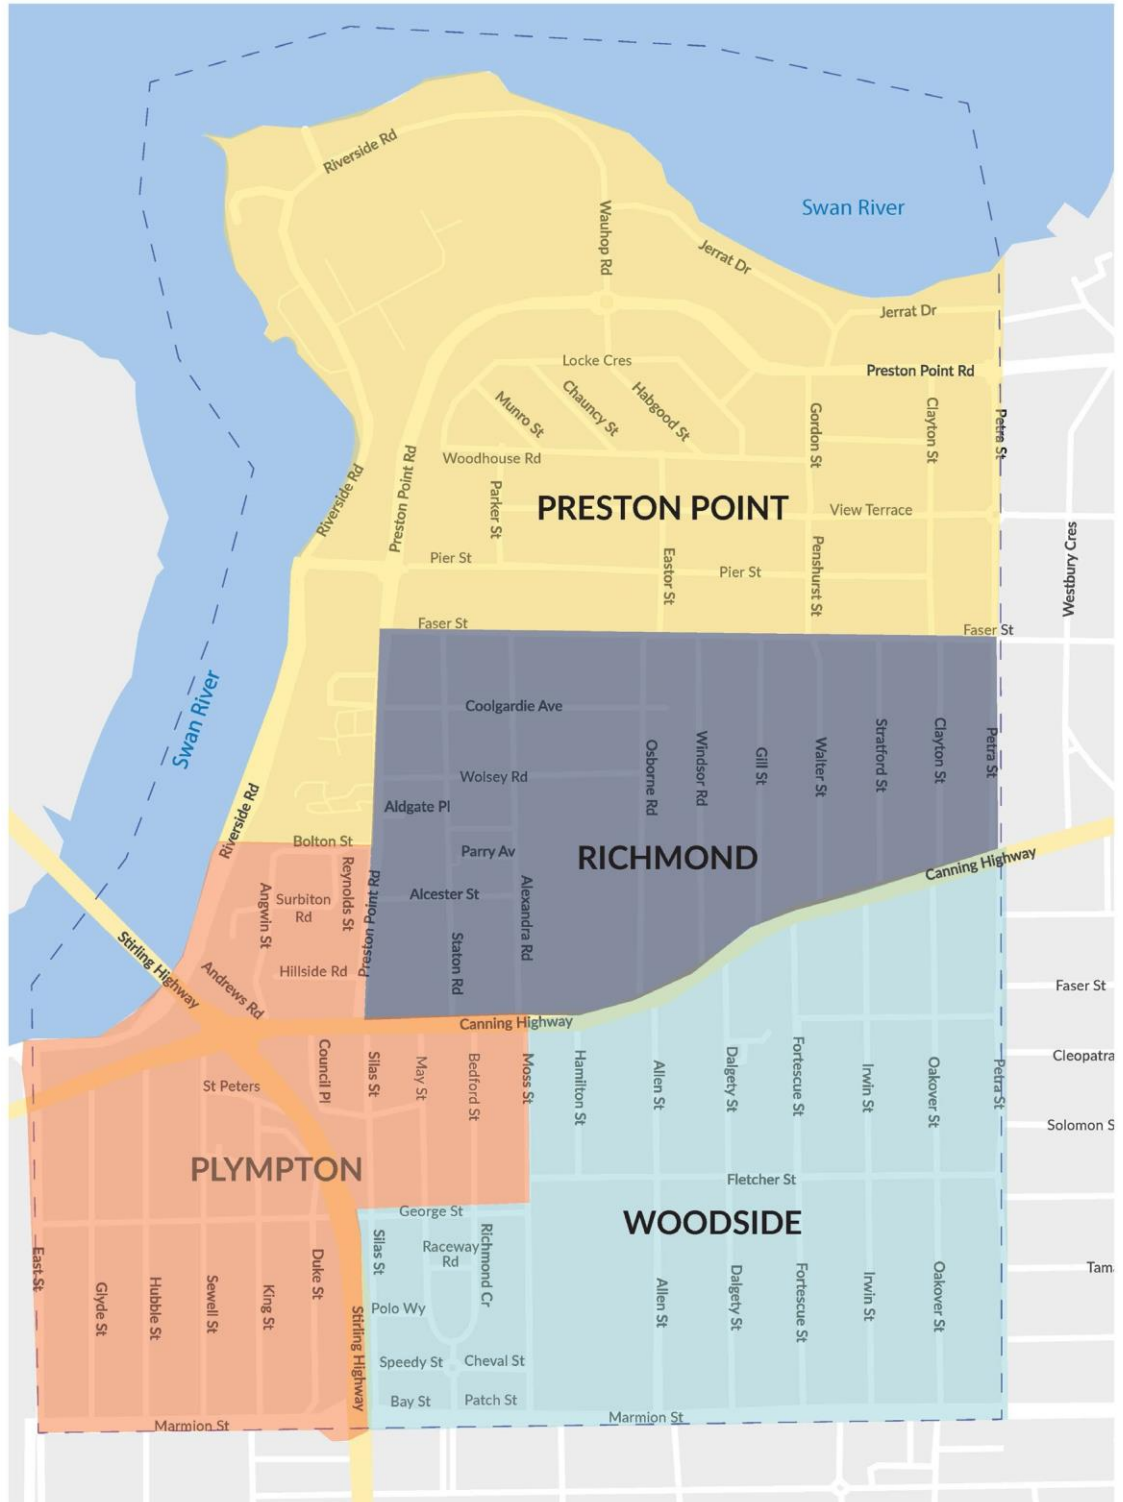 Riverside Rd
Swan River
Wauhop Rd
Jerrat Dr
Jerrat Dr
Locke Cres
Preston Point Rd
Munro St
Chauncy St
Habgood St
Gordon St
Clayton St
Petra St
Woodhouse Rd
Riverside Rd
Preston Point Rd
Parker St
PRESTON POINT
View Terrace
Pier St
Eastor St
Pier St
Penshurst St
Westbury Cres
Faser St
Faser St
Swan River
Coolgardie Ave
Osborne Rd
Windsor Rd
Gill St
Walter St
Stratford St
Clayton St
Petra St
Wolsey Rd
Aldgate Pl
Riverside Rd
Bolton St
Parry Av
RICHMOND
Canning Highway
Reynolds St
Preston Point Rd
Angwin St
Surbiton
Rd
Alcester St
Alexandra Rd
Staton Rd
Stirling Highway
Andrews Rd
Hillside Rd
Faser St
Canning Highway
Council Pl
Silas St
May St
Bedford St
Moss St
Hamilton St
Allen St
Dalgety St
Fortescue St
Irwin St
Oakover St
Petra St
Cleopatra
St Peters
Solomon S
PLYMPTON
Fletcher St
George St
WOODSIDE
East St
Glyde St
Hubble St
Sewell St
King St
Duke St
Silas St
Raceway
Rd
Richmond Cr
Allen St
Dalgety St
Fortescue St
Irwin St
Oakover St
Tam
Polo Wy
Stirling Highway
Speedy St
Cheval St
Bay St
Patch St
Marmion St
Marmion St